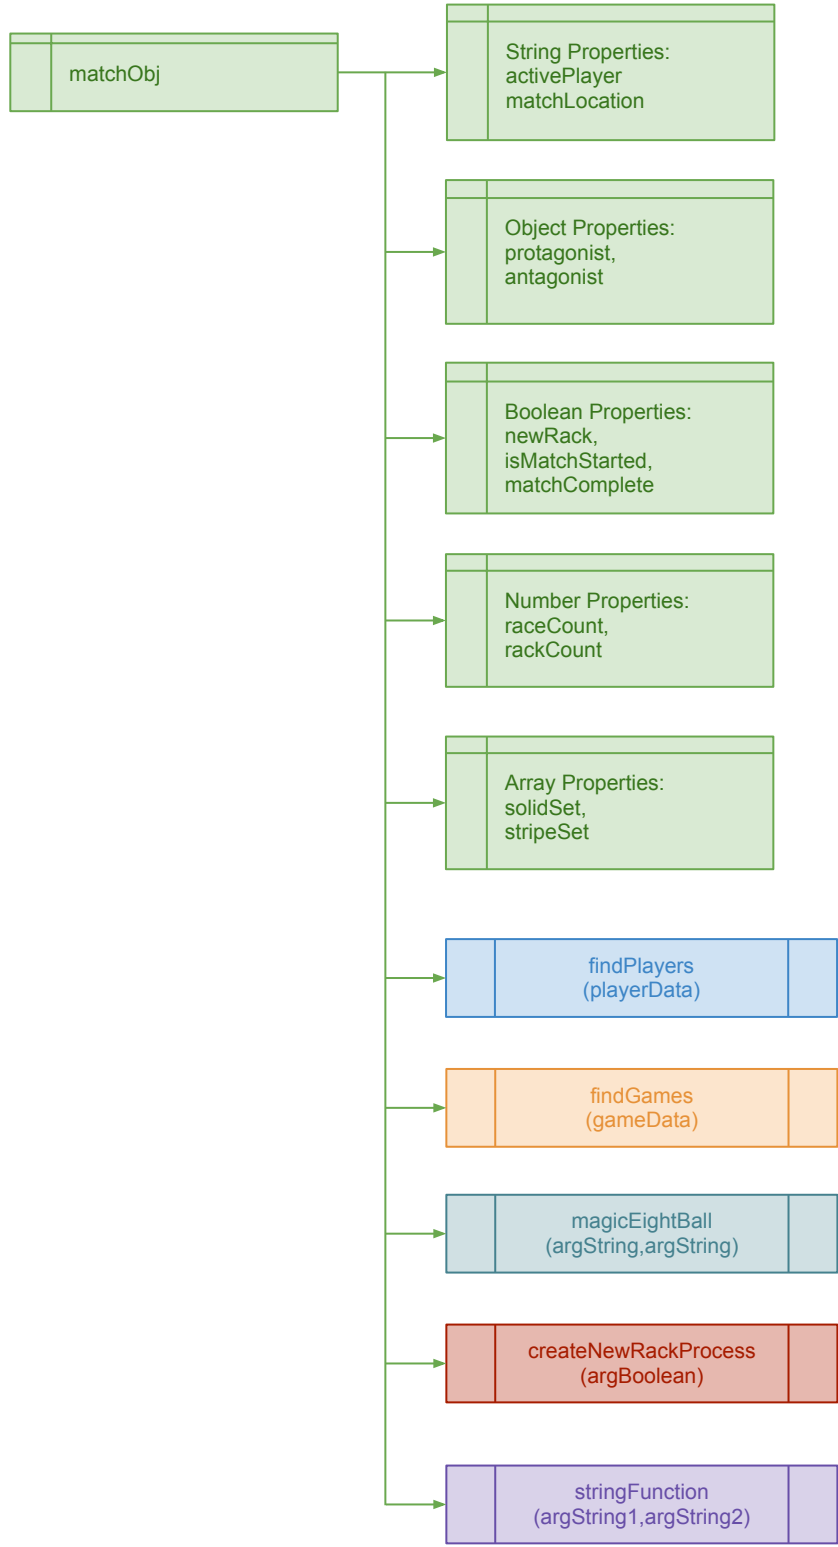 matchObj
String Properties:
activePlayer
matchLocation
Object Properties:
protagonist,
antagonist
Boolean Properties:
newRack,
isMatchStarted,
matchComplete
Number Properties:
raceCount,
rackCount
Array Properties:
solidSet,
stripeSet
findPlayers
(playerData)
findGames
(gameData)
magicEightBall
(argString,argString)
createNewRackProcess
(argBoolean)
stringFunction
(argString1,argString2)